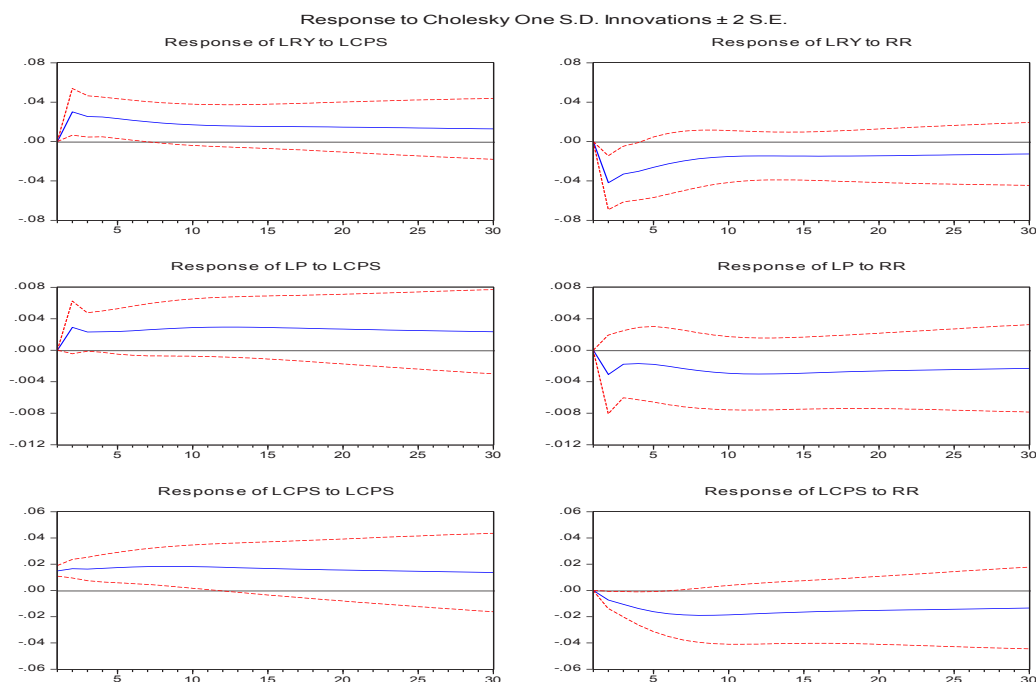 Response to Cholesky One S.D. Innovations ± 2 S.E.
Response of LRY to LCPS
.08
.04
.00
-.04
-.08
5 10 15 20 25 30
Response of LRY to RR
.08
.04
.00
-.04
-.08
5 10 15 20 25 30
Response of LP to LCPS
.008
.004
.000
-.004
-.008
-.012
5 10 15 20 25 30
Response of LP to RR
.008
.004
.000
-.004
-.008
-.012
5 10 15 20 25 30
Response of LCPS to LCPS
.06
.04
.02
.00
-.02
-.04
-.06
5 10 15 20 25 30
Response of LCPS to RR
.06
.04
.02
.00
-.02
-.04
-.06
5 10 15 20 25 30